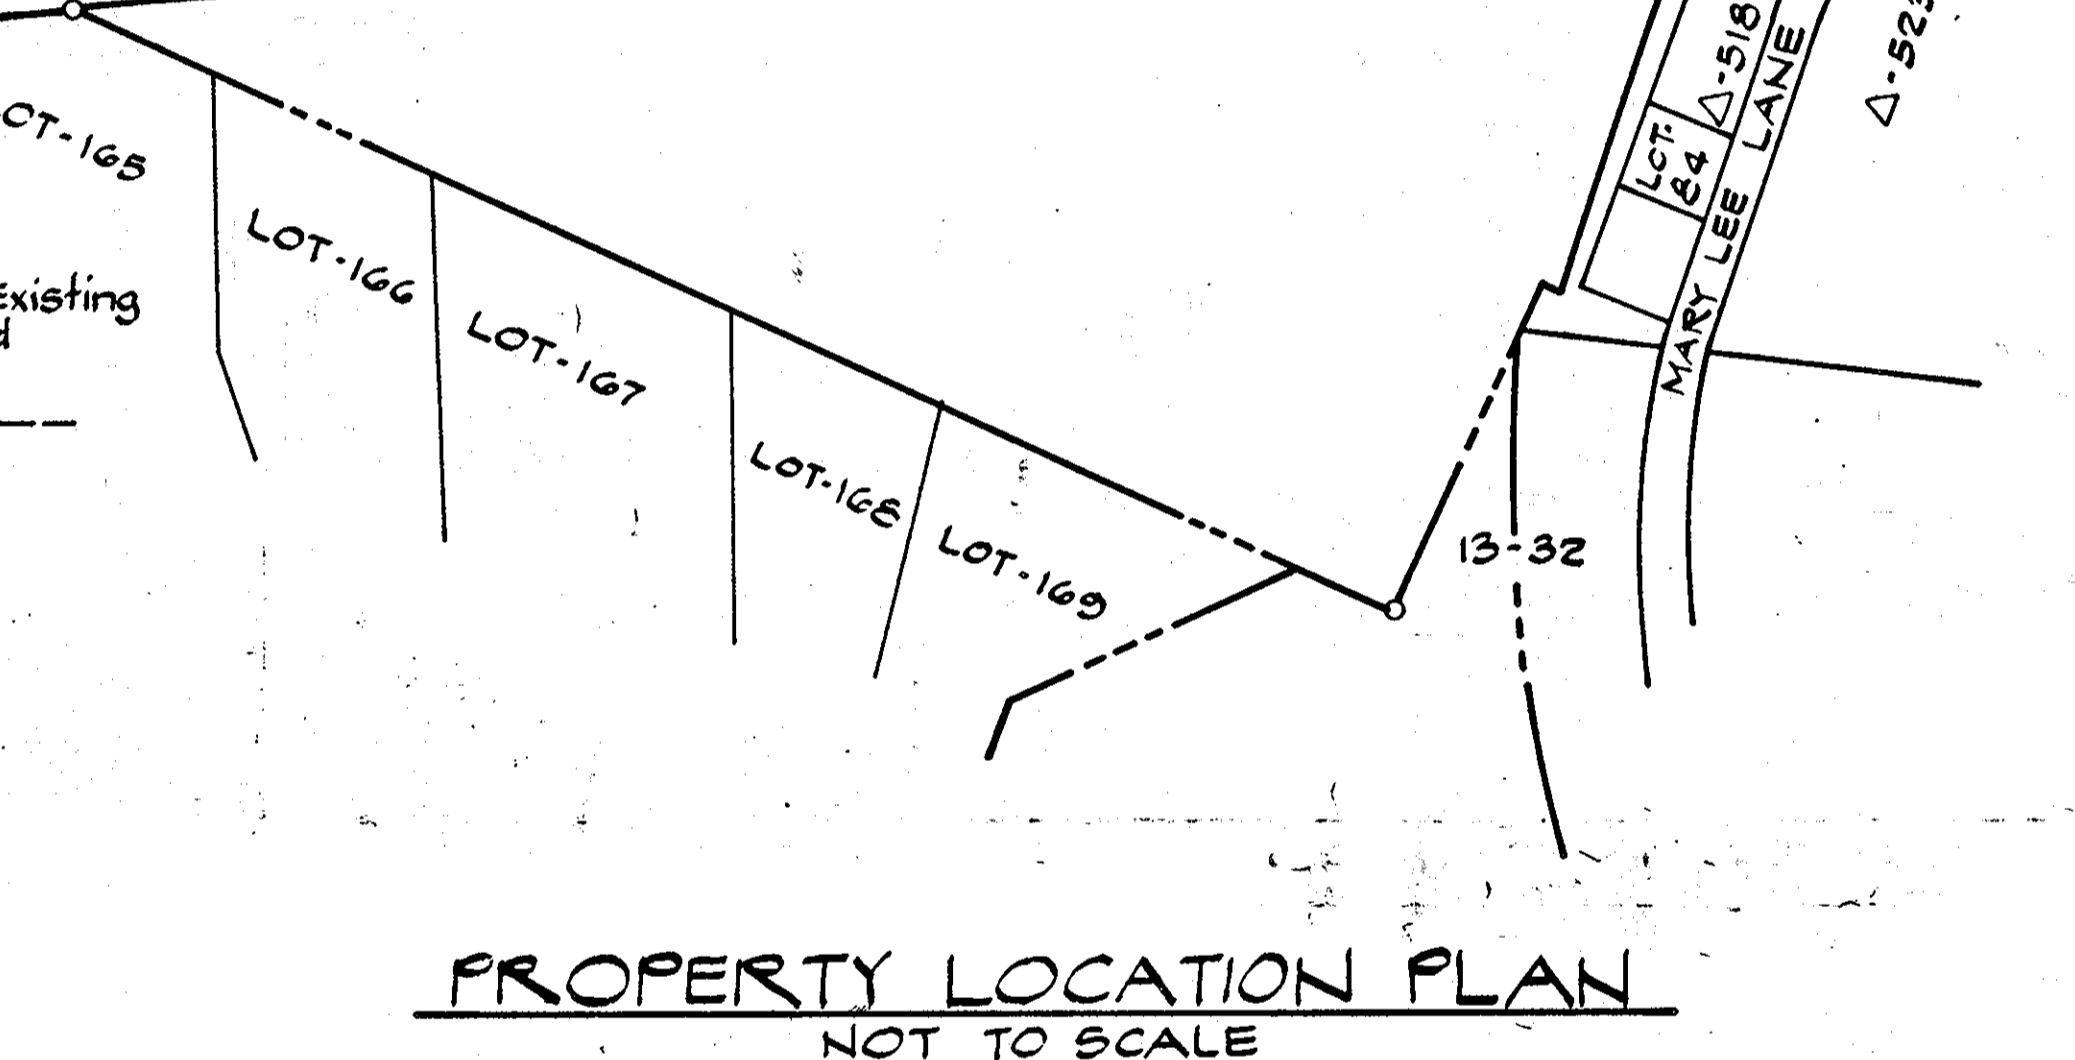 LOT-165
LOT-166
Existing
LOT-167
LOT-168
LOT-169
LOT-
84
Δ-518
MARY LEE LANE
13-32
PROPERTY LOCATION PLAN
NOT TO SCALE